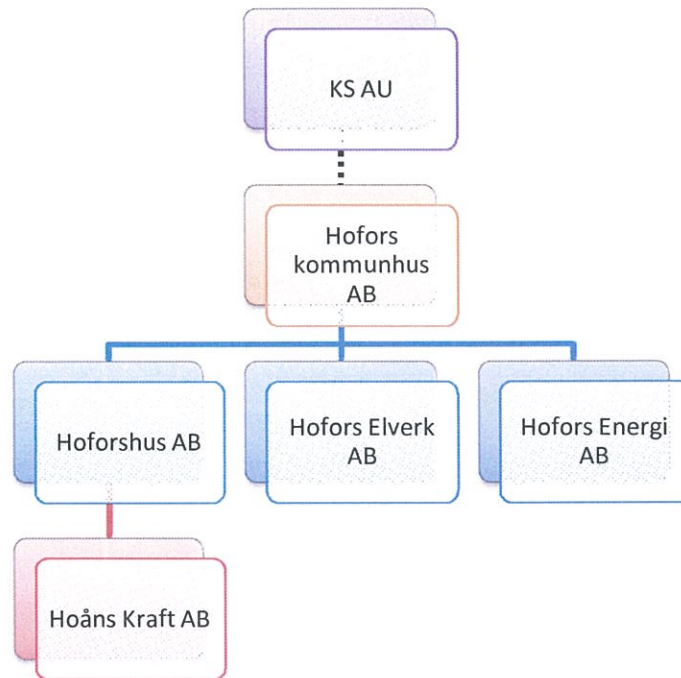 KS AU
Hofors
kommunhus
AB
Hoforshus AB
Hofors Elverk
AB
Hofors Energi
AB
Hoåns Kraft AB